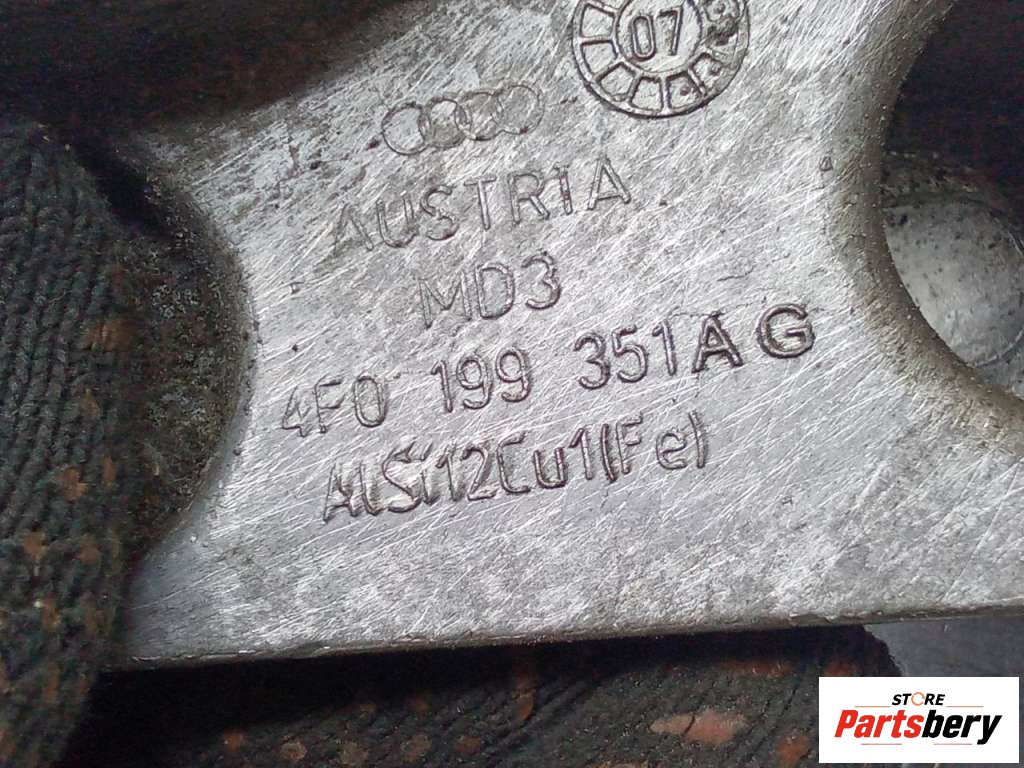 07
AUSTRIA
MD3
4F0 199 351AG
AlSi12Cu1(Fe)
STORE
Partsbery